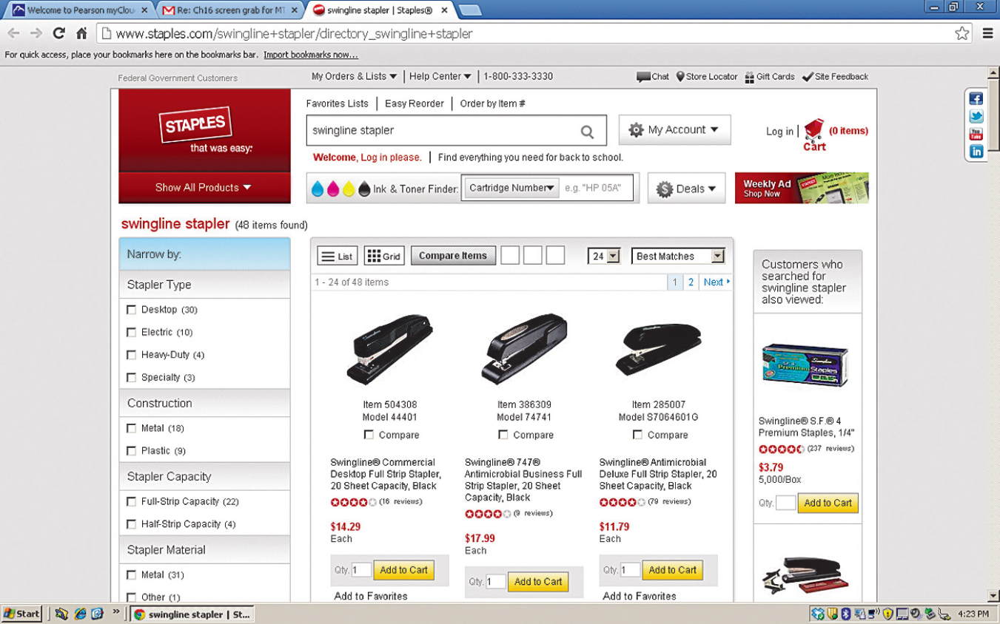 Welcome to Pearson myClou
Re: Ch16 screen grab for MT
swingline stapler | Staples®
www.staples.com/swingline+stapler/directory_swingline+stapler
For quick access, place your bookmarks here on the bookmarks bar. Import bookmarks now...
Federal Government Customers
My Orders & Lists | Help Center | 1-800-333-3330
Chat Store Locator Gift Cards Site Feedback
STAPLES
that was easy:
Show All Products
Favorites Lists | Easy Reorder | Order by Item #
swingline stapler
My Account
Log in | Cart (0 items)
Welcome, Log in please. | Find everything you need for back to school.
Ink & Toner Finder: Cartridge Number e.g. "HP 05A"
Deals
Weekly Ad
Shop Now
You
Tube
swingline stapler (48 items found)
Narrow by:
Stapler Type
Desktop (30)
Electric (10)
Heavy-Duty (4)
Specialty (3)
Construction
Metal (18)
Plastic (9)
Stapler Capacity
Full-Strip Capacity (22)
Half-Strip Capacity (4)
Stapler Material
Metal (31)
Other (1)
List Grid Compare Items 24 Best Matches
1 - 24 of 48 items
1 2 Next
Item 504308
Model 44401
Compare
Swingline® Commercial
Desktop Full Strip Stapler,
20 Sheet Capacity, Black
(16 reviews)
$14.29
Each
Qty. 1 Add to Cart
Add to Favorites
Item 386309
Model 74741
Compare
Swingline® 747®
Antimicrobial Business Full
Strip Stapler, 20 Sheet
Capacity, Black
(9 reviews)
$17.99
Each
Qty. 1 Add to Cart
Item 285007
Model S7064601G
Compare
Swingline® Antimicrobial
Deluxe Full Strip Stapler, 20
Sheet Capacity, Black
(79 reviews)
$11.79
Each
Qty. 1 Add to Cart
Add to Favorites
Customers who
searched for
swingline stapler
also viewed:
Swingline
S.F. 4
Premium Staples
Swingline® S.F.® 4
Premium Staples, 1/4"
(237 reviews)
$3.79
5,000/Box
Qty. Add to Cart
Start
swingline stapler | St...
4:23 PM